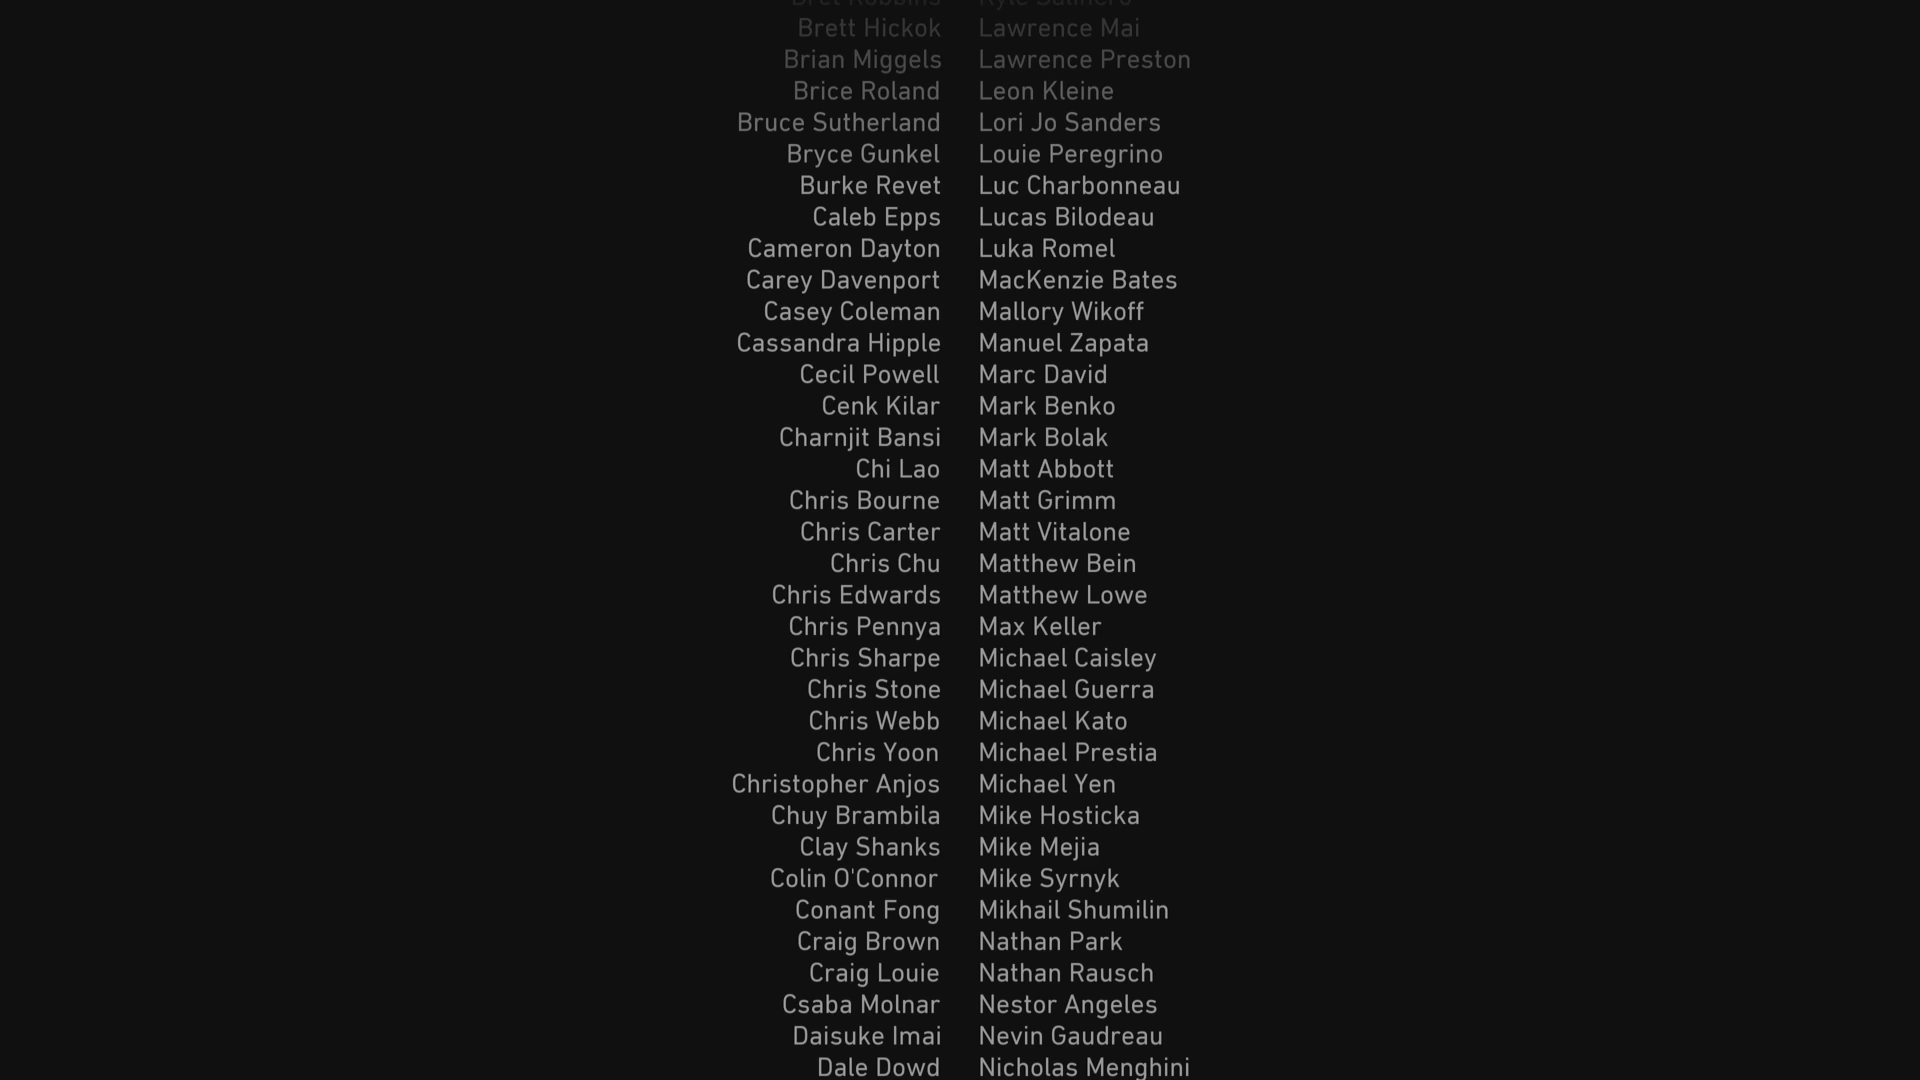 Brett Hickok Lawrence Mai
Brian Miggels Lawrence Preston
Brice Roland Leon Kleine
Bruce Sutherland Lori Jo Sanders
Bryce Gunkel Louie Peregrino
Burke Revet Luc Charbonneau
Caleb Epps Lucas Bilodeau
Cameron Dayton Luka Romel
Carey Davenport MacKenzie Bates
Casey Coleman Mallory Wikoff
Cassandra Hipple Manuel Zapata
Cecil Powell Marc David
Cenk Kilar Mark Benko
Charnjit Bansi Mark Bolak
Chi Lao Matt Abbott
Chris Bourne Matt Grimm
Chris Carter Matt Vitalone
Chris Chu Matthew Bein
Chris Edwards Matthew Lowe
Chris Pennya Max Keller
Chris Sharpe Michael Caisley
Chris Stone Michael Guerra
Chris Webb Michael Kato
Chris Yoon Michael Prestia
Christopher Anjos Michael Yen
Chuy Brambila Mike Hosticka
Clay Shanks Mike Mejia
Colin O'Connor Mike Syrnyk
Conant Fong Mikhail Shumilin
Craig Brown Nathan Park
Craig Louie Nathan Rausch
Csaba Molnar Nestor Angeles
Daisuke Imai Nevin Gaudreau
Dale Dowd Nicholas Menghini